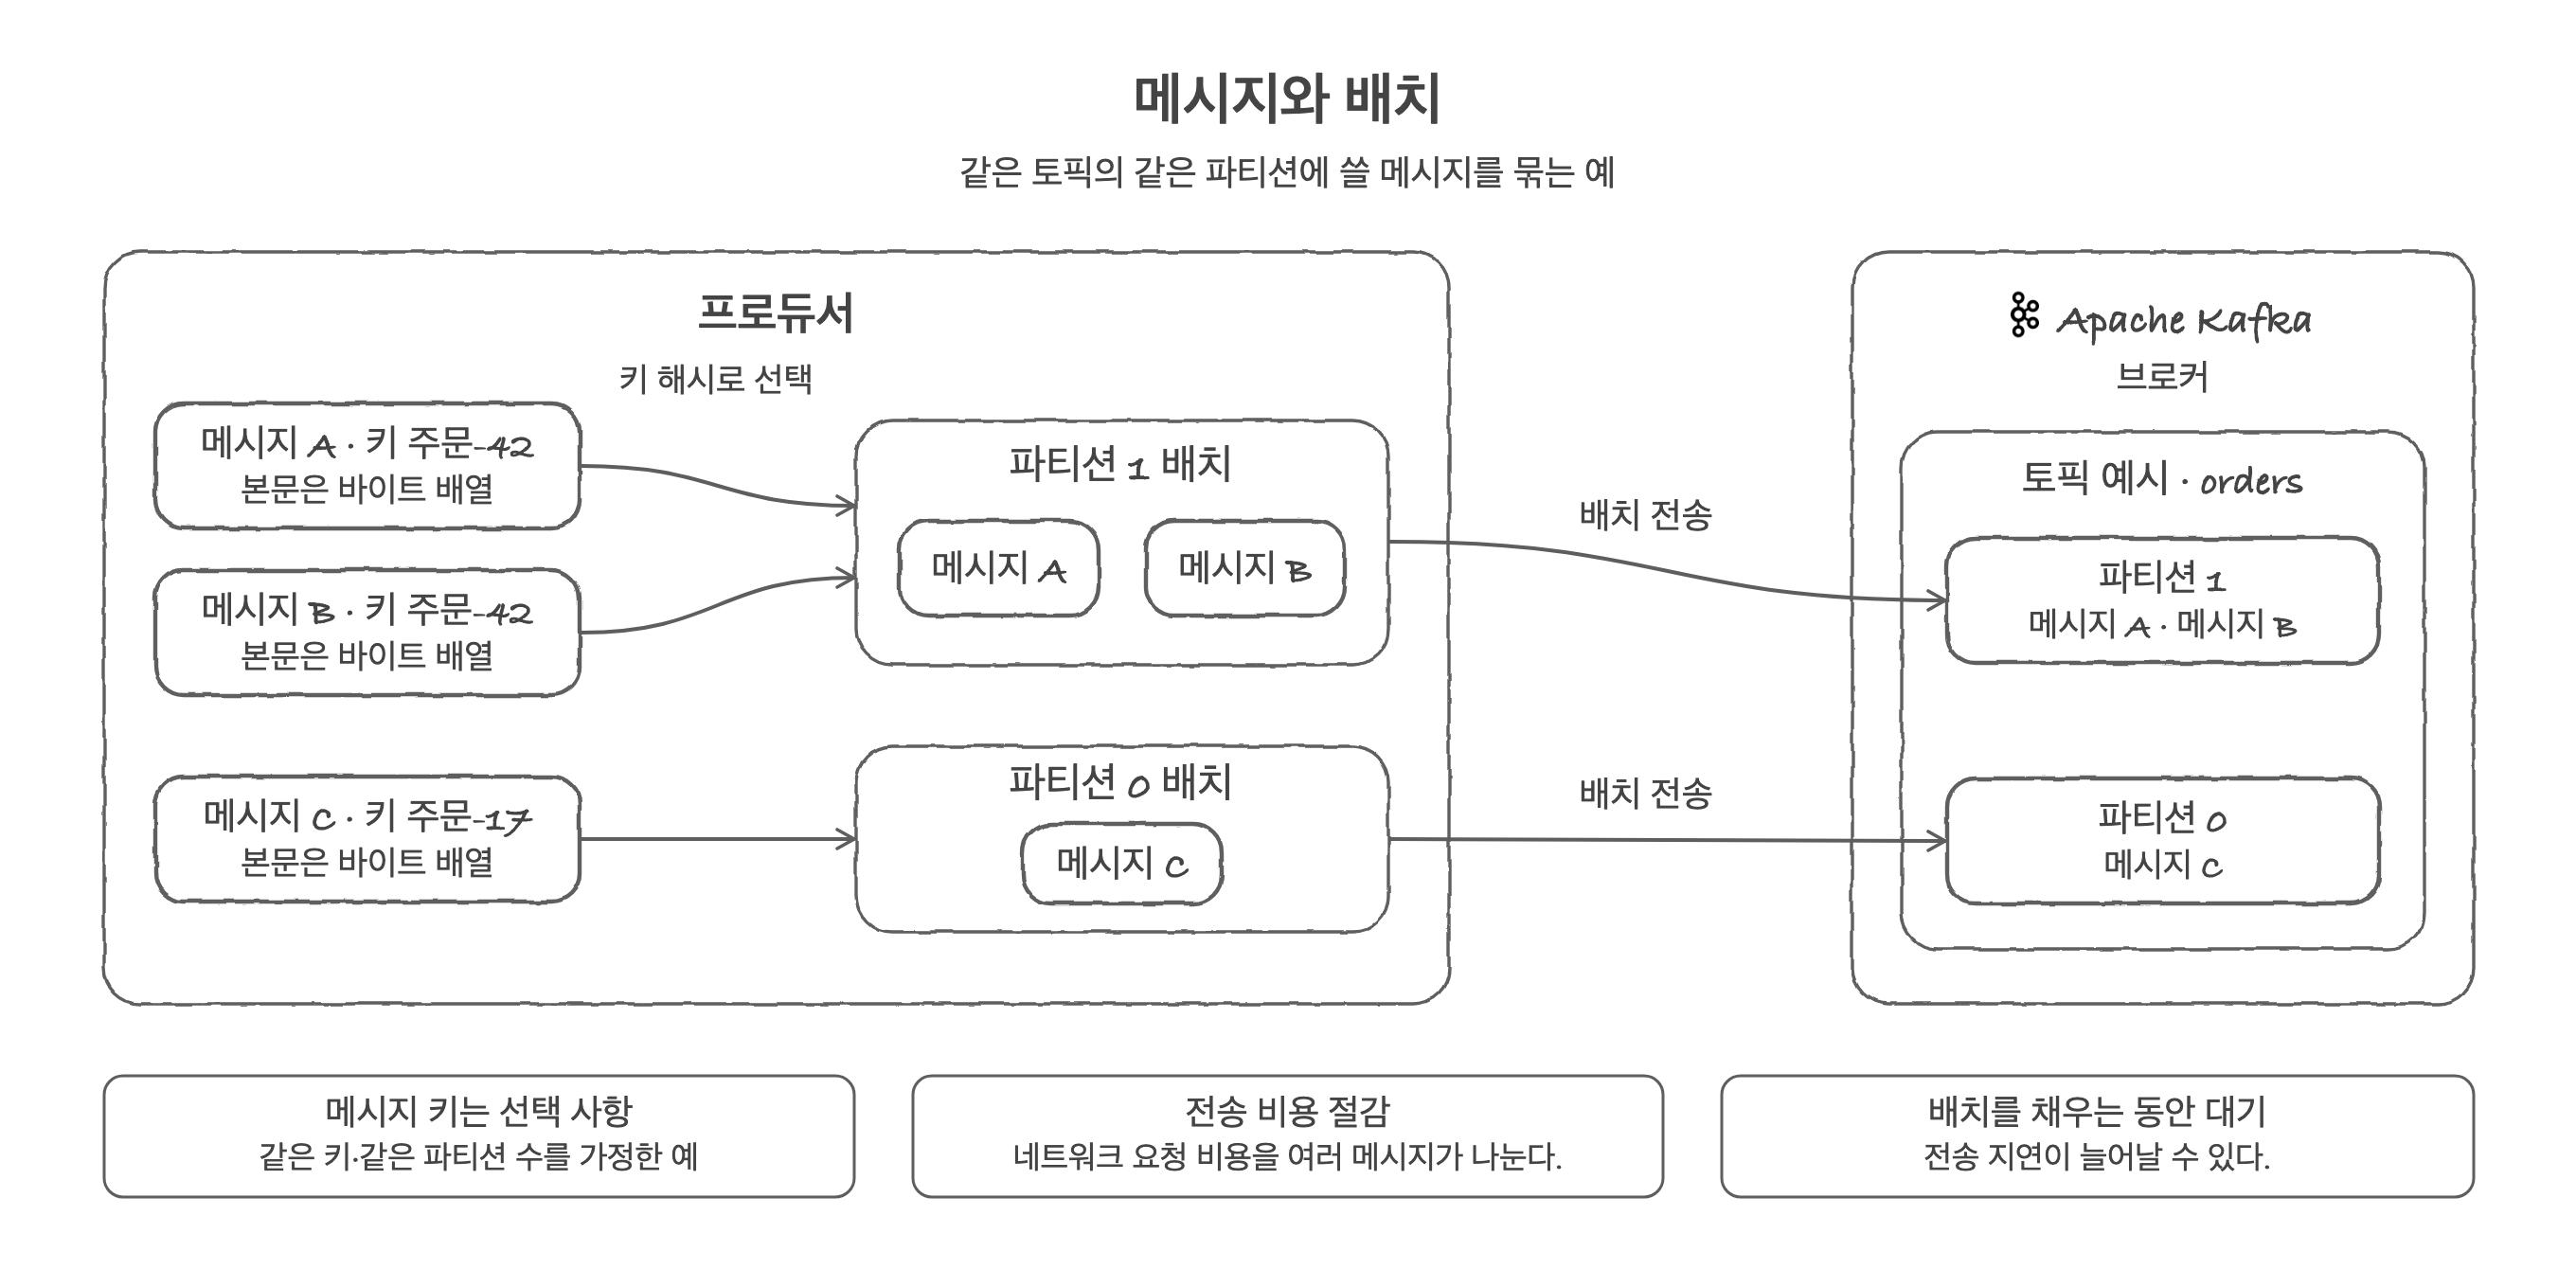 메시지와 배치
같은 토픽의 같은 파티션에 쓸 메시지를 묶는 예
프로듀서
키 해시로 선택
메시지 A · 키 주문-42
본문은 바이트 배열
메시지 B · 키 주문-42
본문은 바이트 배열
메시지 C · 키 주문-17
본문은 바이트 배열
파티션 1 배치
메시지 A
메시지 B
파티션 0 배치
메시지 C
배치 전송
배치 전송
Apache Kafka
브로커
토픽 예시 · orders
파티션 1
메시지 A · 메시지 B
파티션 0
메시지 C
메시지 키는 선택 사항
같은 키·같은 파티션 수를 가정한 예
전송 비용 절감
네트워크 요청 비용을 여러 메시지가 나눈다.
배치를 채우는 동안 대기
전송 지연이 늘어날 수 있다.